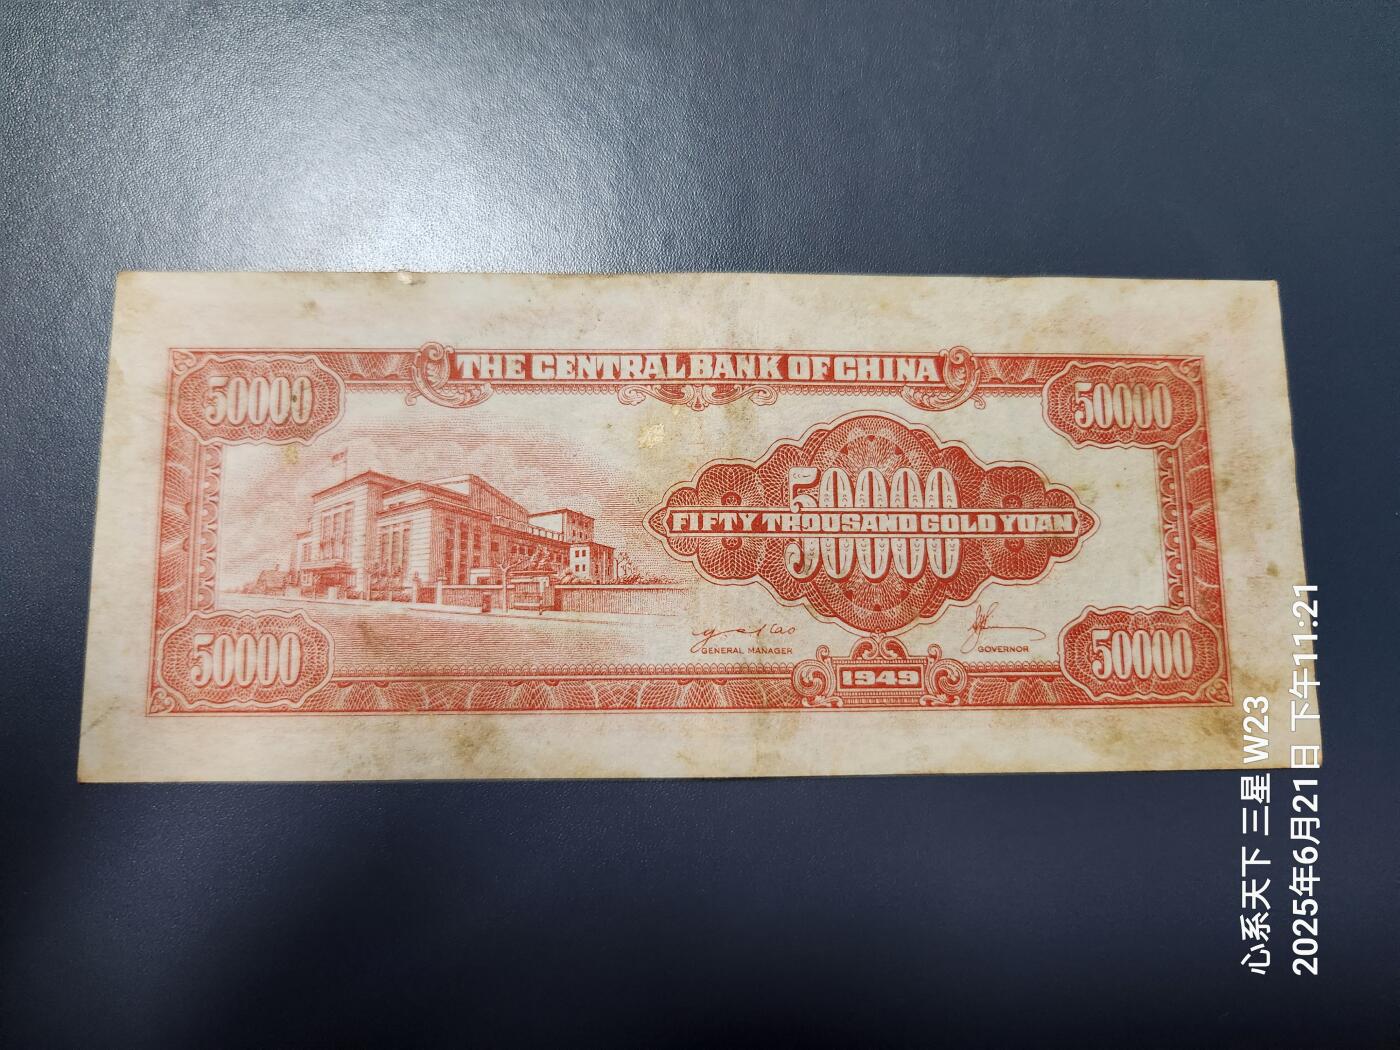 THE CENTRAL BANK OF CHINA
50000
50000
50000
FIFTY THOUSAND GOLD YUAN
50000
50000
50000
GENERAL MANAGER
GOVERNOR
1949
心系天下 三星 W23
2025年6月21日 下午11:21